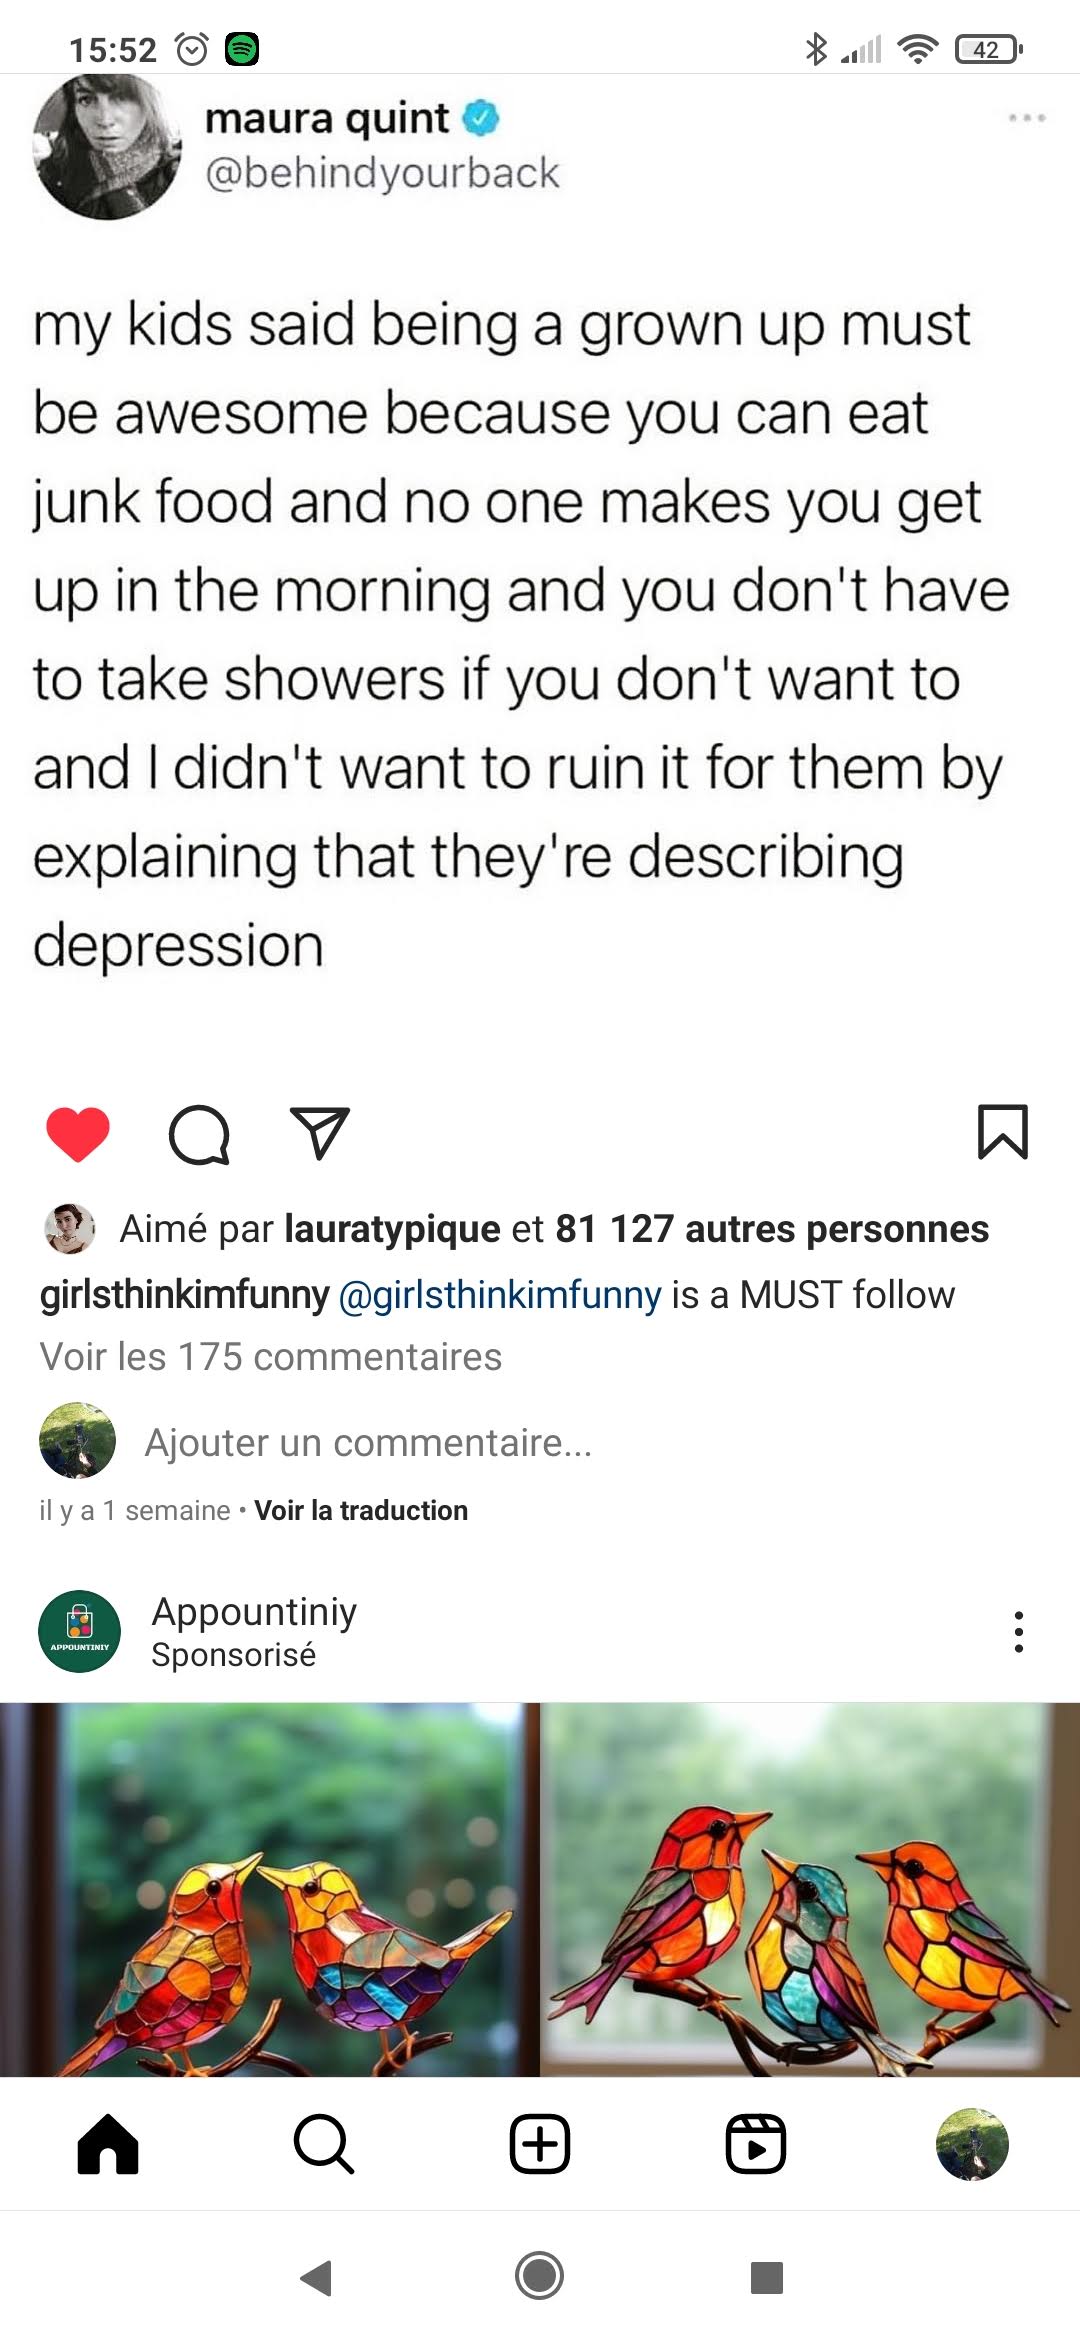 15:52
42
maura quint
@behindyourback
my kids said being a grown up must
be awesome because you can eat
junk food and no one makes you get
up in the morning and you don't have
to take showers if you don't want to
and I didn't want to ruin it for them by
explaining that they're describing
depression
Aimé par lauratypique et 81 127 autres personnes
girlsthinkimfunny @girlsthinkimfunny is a MUST follow
Voir les 175 commentaires
Ajouter un commentaire...
il y a 1 semaine • Voir la traduction
APPOUNTINIY
Appountiniy
Sponsorisé